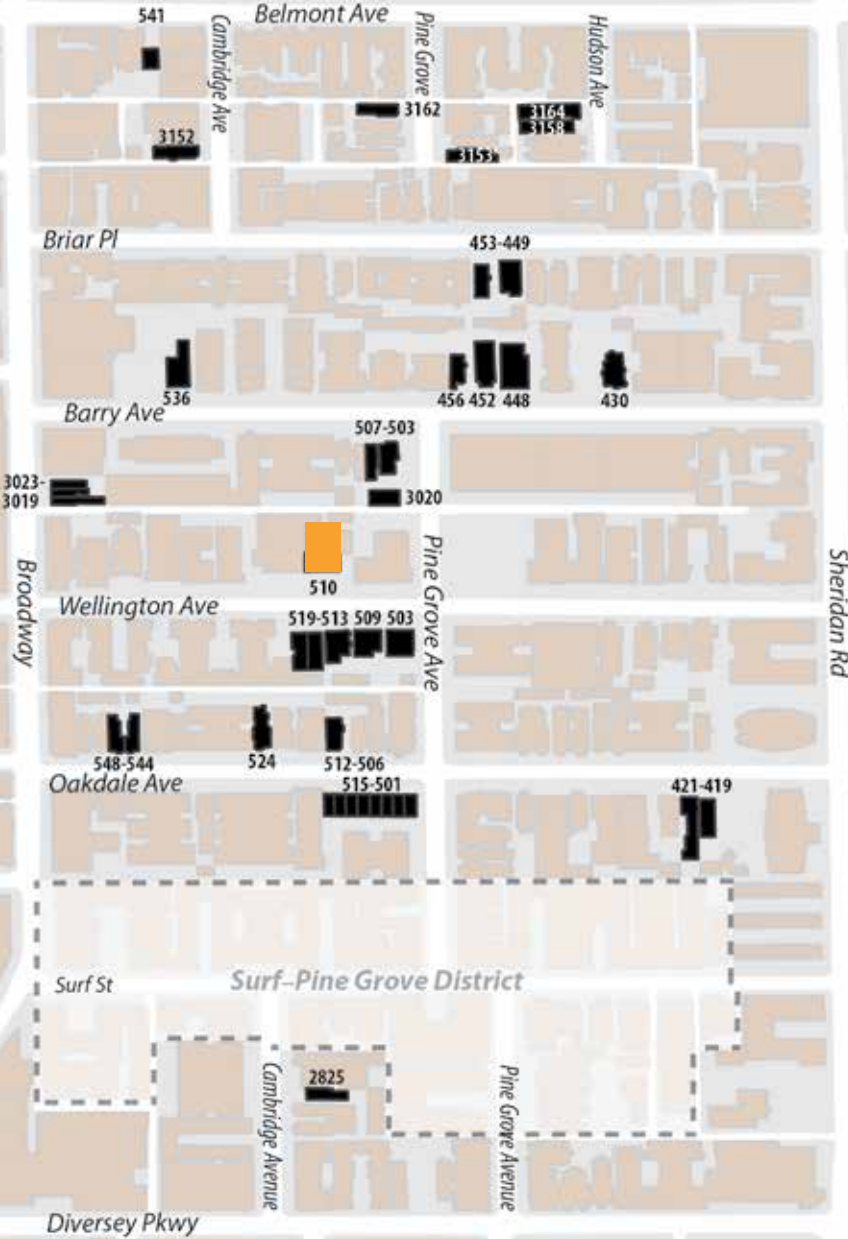 541
Belmont Ave
Cambridge Ave
Pine Grove
Hudson Ave
3162
3164
3158
3152
3153
Briar Pl
453-449
536
456
452
448
430
Barry Ave
507-503
3023-
3019
3020
510
Pine Grove Ave
Broadway
Sheridan Rd
Wellington Ave
519-513
509
503
548-544
524
512-506
Oakdale Ave
515-501
421-419
Surf St
Surf–Pine Grove District
2825
Cambridge Avenue
Pine Grove Avenue
Diversey Pkwy